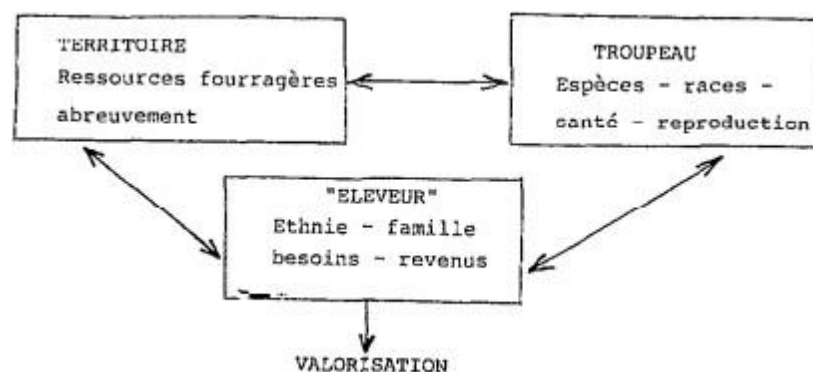 TERRITOIRE
Ressources fourragères
abreuvement
TROUPEAU
Espèces - races -
santé - reproduction
"ELEVEUR"
Ethnie - famille
besoins - revenus
VALORISATION